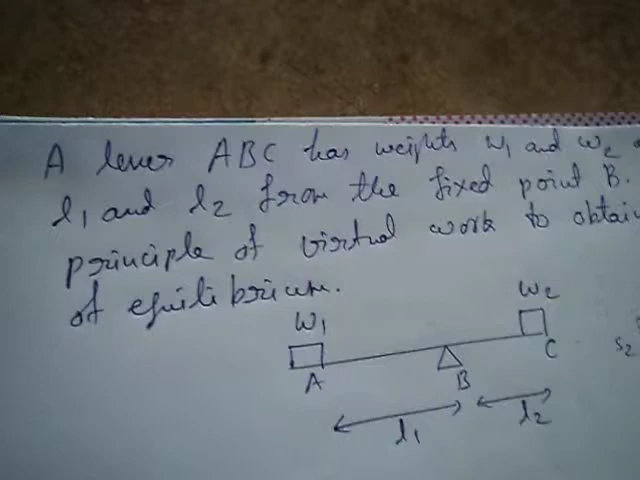 A lever ABC has weights w1 and w2
l1 and l2 from the fixed point B.
principle of virtual work to obtain
of equilibrium.
W1
W2
A
B
C
S2
l1
l2